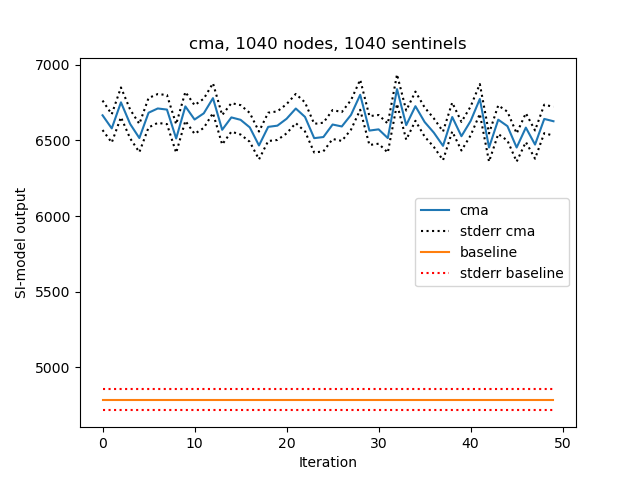 cma, 1040 nodes, 1040 sentinels
7000
6500
6000
5500
5000
SI-model output
cma
stderr cma
baseline
stderr baseline
0 10 20 30 40 50
Iteration